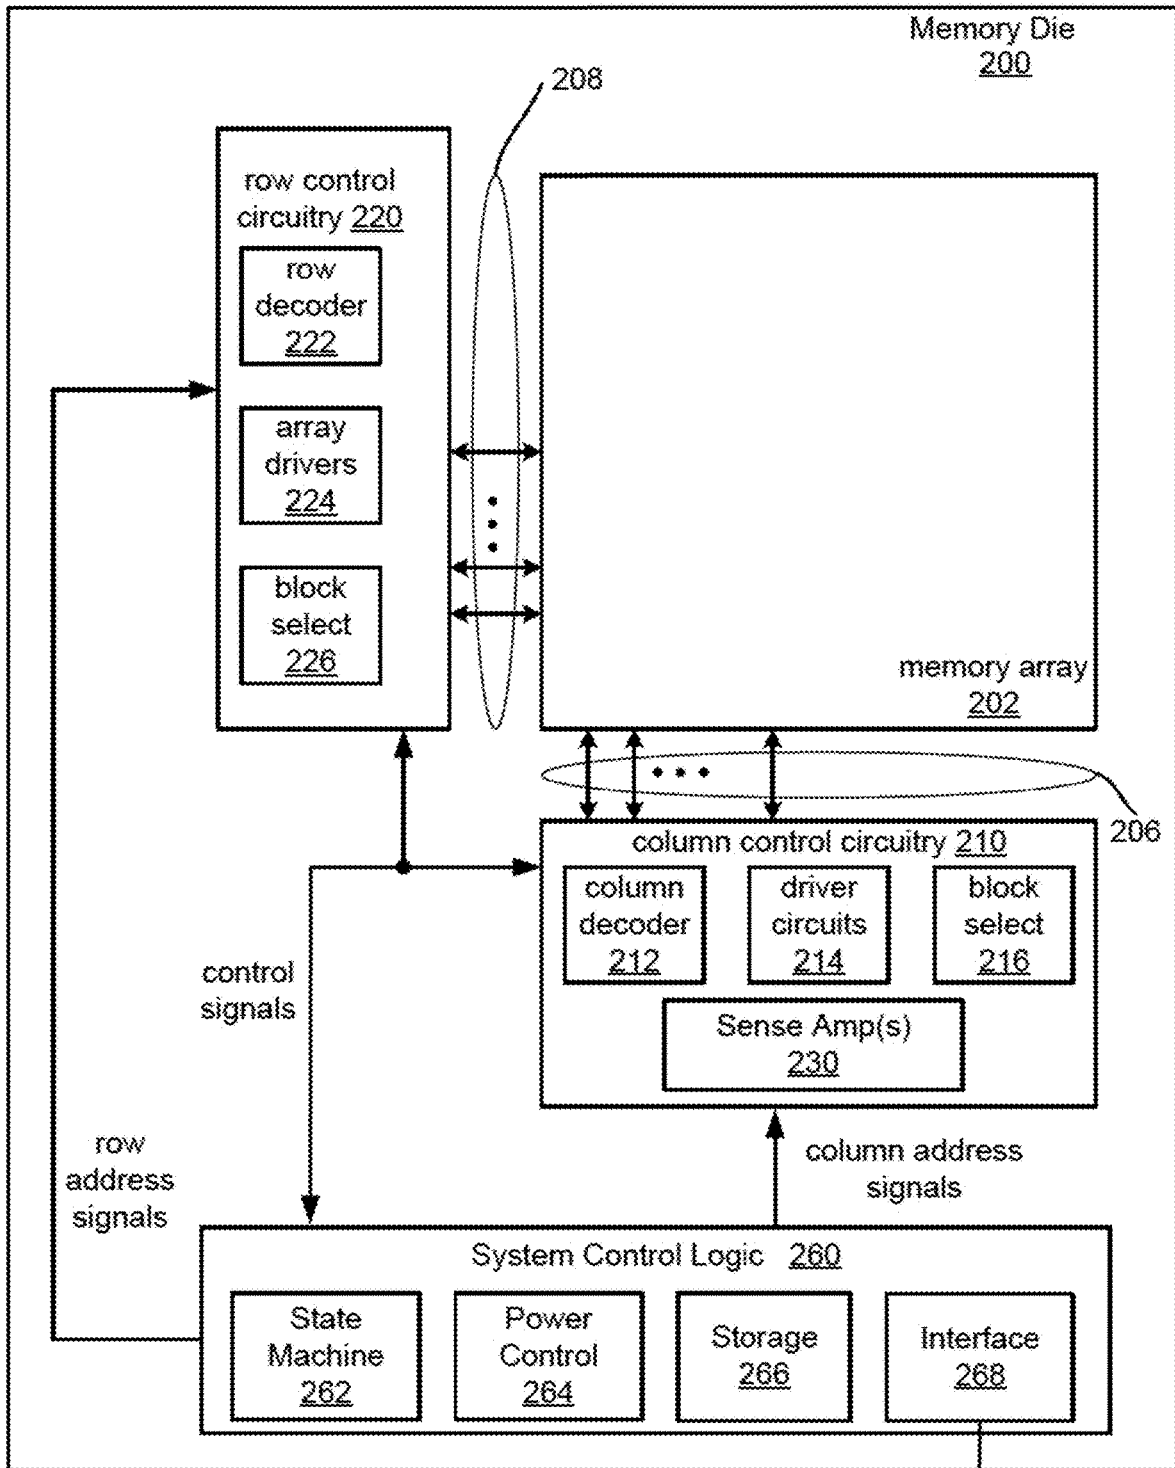 Memory Die
200
208
row control
circuitry 220
row
decoder
222
array
drivers
224
block
select
226
memory array
202
206
column control circuitry 210
column
decoder
212
driver
circuits
214
block
select
216
Sense Amp(s)
230
control
signals
row
address
signals
column address
signals
System Control Logic 260
State
Machine
262
Power
Control
264
Storage
266
Interface
268